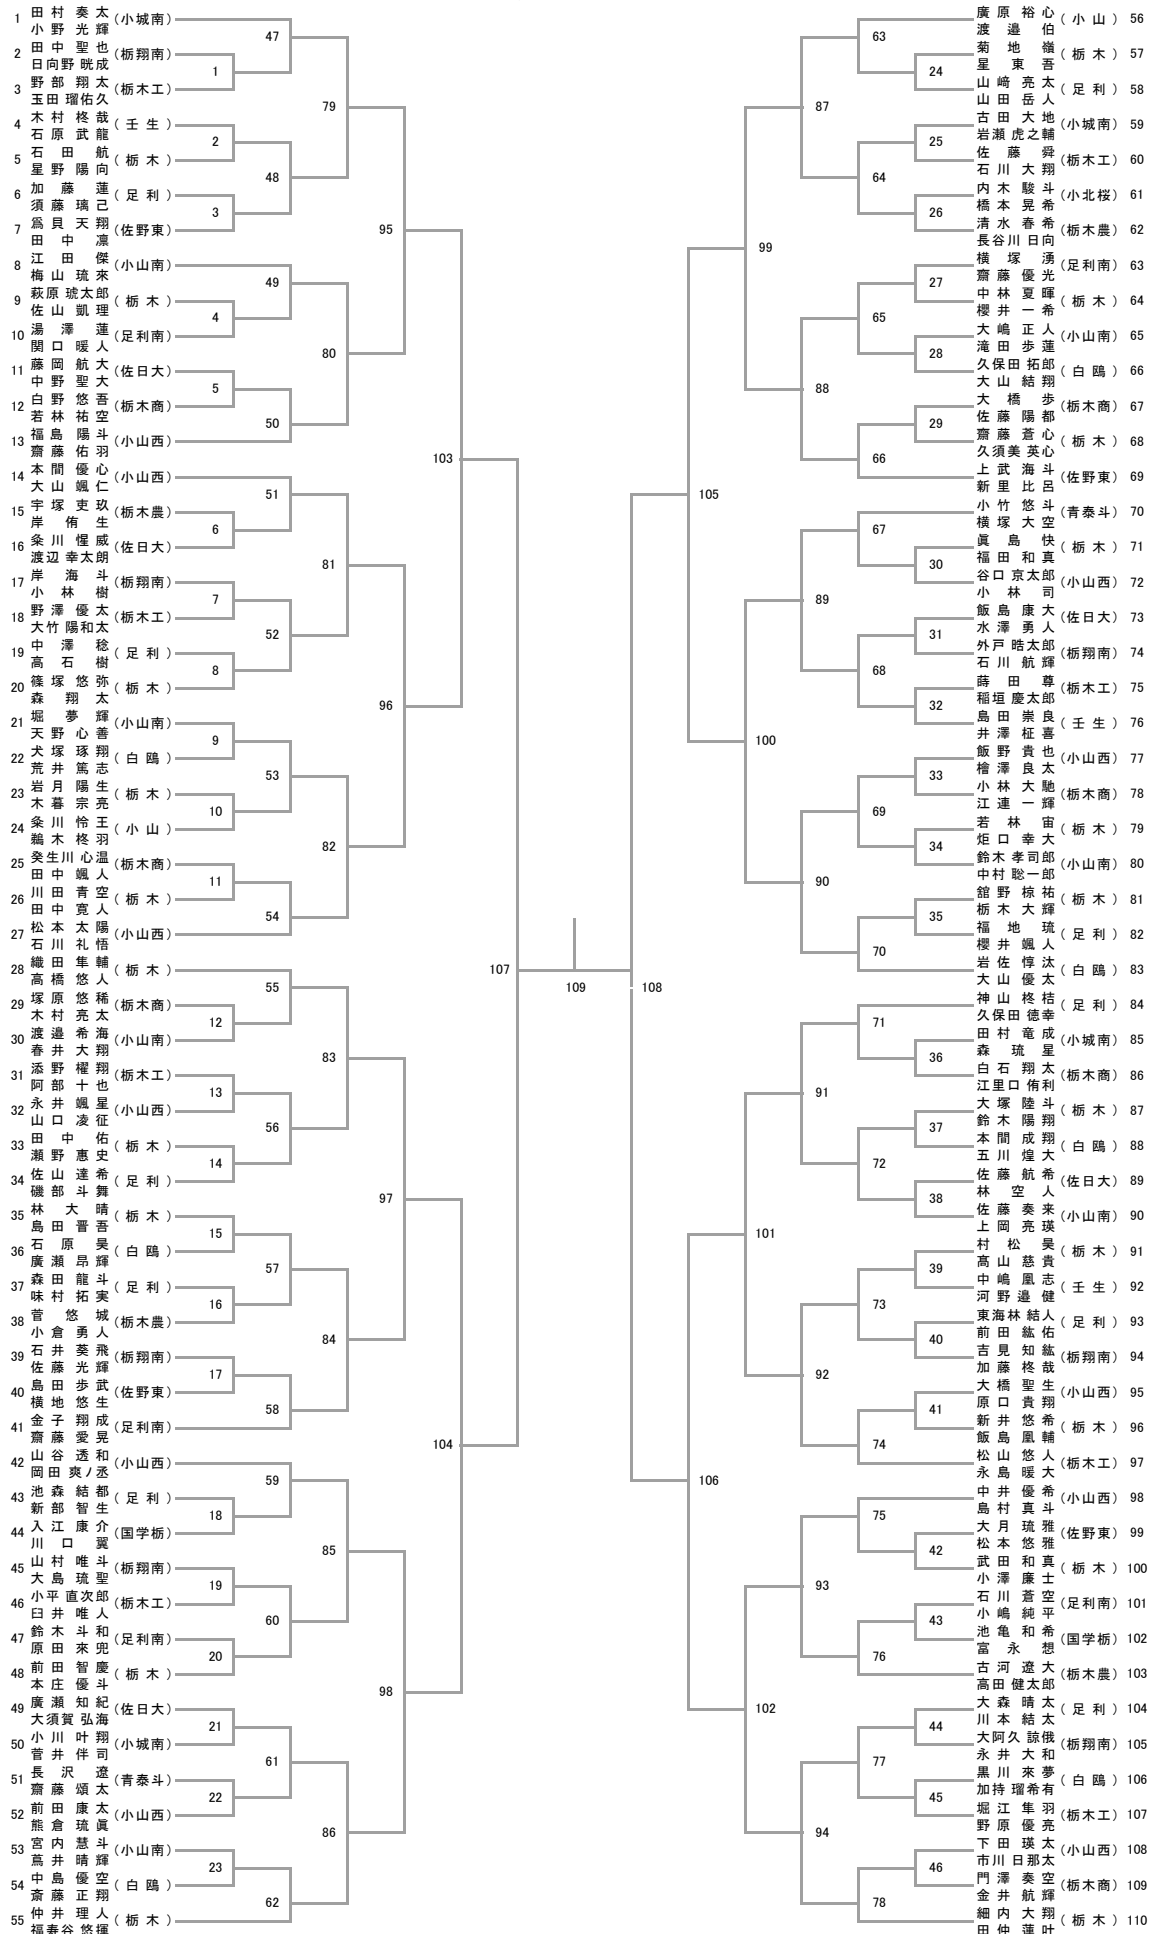 1 田村 奏太 (小城南)
小野 光輝
2 田中 聖也 (栃翔南)
日向野 晄成
3 野部 翔太 (栃木工)
玉田 瑠佑久
4 木村 柊哉 (壬生)
石原 武龍
5 石田 航 (栃木)
星野 陽向
6 加藤 蓮 (足利)
須藤 璃己
7 爲貝 天翔 (佐野東)
田中 凛
8 江田 傑 (小山南)
梅山 琉來
9 萩原 琥太郎 (栃木)
佐山 凱理
10 湯澤 蓮 (足利南)
関口 暖人
11 藤岡 航大 (佐日大)
中野 聖大
12 白野 悠吾 (栃木商)
若林 祐空
13 福島 陽斗 (小山西)
齋藤 佑羽
14 本間 優心 (小山西)
大山 颯仁
15 宇塚 吏玖 (栃木農)
岸 侑生
16 粂川 惺威 (佐日大)
渡辺 幸太朗
17 岸 海斗 (栃翔南)
小林 樹
18 野澤 優太 (栃木工)
大竹 陽和太
19 中澤 稔 (足利)
高石 樹
20 篠塚 悠弥 (栃木)
森 翔太
21 堀 夢輝 (小山南)
天野 心善
22 犬塚 琢翔 (白鴎)
荒井 篤志
23 岩月 陽生 (栃木)
木暮 宗亮
24 粂川 怜王 (小山)
鵜木 柊羽
25 癸生川 心温 (栃木商)
田中 颯人
26 川田 青空 (栃木)
田中 寛人
27 松本 太陽 (小山西)
石川 礼悟
28 織田 隼輔 (栃木)
高橋 悠人
29 塚原 悠稀 (栃木商)
木村 亮太
30 渡邉 希海 (小山南)
春井 大翔
31 添野 櫂翔 (栃木工)
阿部 十也
32 永井 颯星 (小山西)
山口 凌征
33 田中 佑 (栃木)
瀬野 惠史
34 佐山 達希 (足利)
磯部 斗舞
35 林 大晴 (栃木)
島田 晋吾
36 石原 昊 (白鴎)
廣瀬 昂輝
37 森田 龍斗 (足利)
味村 拓実
38 菅 悠城 (栃木農)
小倉 勇人
39 石井 葵飛 (栃翔南)
佐藤 光輝
40 島田 歩武 (佐野東)
横地 悠生
41 金子 翔成 (足利南)
齋藤 愛晃
42 山谷 透和 (小山西)
岡田 爽ノ丞
43 池森 結都 (足利)
新部 智生
44 入江 康介 (国学栃)
川口 翼
45 山村 唯斗 (栃翔南)
大島 琉聖
46 小平 直次郎 (栃木工)
臼井 唯人
47 鈴木 斗和 (足利南)
原田 來兜
48 前田 智慶 (栃木)
本庄 優斗
49 廣瀬 知紀 (佐日大)
大須賀 弘海
50 小川 叶翔 (小城南)
菅井 伴司
51 長沢 遼 (青泰斗)
齋藤 頌太
52 前田 康太 (小山西)
熊倉 琉眞
53 宮内 慧斗 (小山南)
蔦井 晴輝
54 中島 優空 (白鴎)
斎藤 正翔
55 仲井 理人 (栃木)
福寿谷 悠揮
47
1
79
2
48
3
95
49
4
80
5
50
103
51
6
81
7
52
8
96
9
53
10
82
11
54
107
55
12
83
13
56
14
97
15
57
16
84
17
58
104
59
18
85
19
60
20
98
21
61
22
86
23
62
109
108
63
24
87
25
64
26
99
27
65
28
88
29
66
105
67
30
89
31
68
32
100
33
69
34
90
35
70
71
36
91
37
72
38
101
39
73
40
92
41
74
106
75
42
93
43
76
102
44
77
45
94
46
78
廣原 裕心 (小山) 56
渡邉 伯
菊地 嶺 (栃木) 57
星 東吾
山﨑 亮太 (足利) 58
山田 岳人
古田 大地 (小城南) 59
岩瀬 虎之輔
佐藤 舜 (栃木工) 60
石川 大翔
内木 駿斗 (小北桜) 61
橋本 晃希
清水 春希 (栃木農) 62
長谷川 日向
横塚 湧 (足利南) 63
齋藤 優光
中林 夏暉 (栃木) 64
櫻井 一希
大嶋 正人 (小山南) 65
滝田 歩蓮
久保田 拓郎 (白鴎) 66
大山 結翔
大橋 歩 (栃木商) 67
佐藤 陽都
齋藤 蒼心 (栃木) 68
久須美 英心
上武 海斗 (佐野東) 69
新里 比呂
小竹 悠斗 (青泰斗) 70
横塚 大空
眞島 快 (栃木) 71
福田 和真
谷口 京太郎 (小山西) 72
小林 司
飯島 康大 (佐日大) 73
水澤 勇人
外戸 晧太郎 (栃翔南) 74
石川 航輝
蒔田 尊 (栃木工) 75
稲垣 慶太郎
島田 崇良 (壬生) 76
井澤 柾喜
飯野 貴也 (小山西) 77
檜澤 良太
小林 大馳 (栃木商) 78
江連 一輝
若林 宙 (栃木) 79
炬口 幸大
鈴木 孝司郎 (小山南) 80
中村 聡一郎
舘野 椋祐 (栃木) 81
栃木 大輝
福地 琉 (足利) 82
櫻井 颯人
岩佐 惇汰 (白鴎) 83
大山 優太
神山 柊桔 (足利) 84
久保田 徳幸
田村 竜成 (小城南) 85
森 琉星
白石 翔太 (栃木商) 86
江里口 侑利
大塚 陸斗 (栃木) 87
鈴木 陽翔
本間 成翔 (白鴎) 88
五川 煌大
佐藤 航希 (佐日大) 89
林 空人
佐藤 奏来 (小山南) 90
上岡 亮瑛
村松 昊 (栃木) 91
髙山 慈貴
中嶋 凰志 (壬生) 92
河野邉 健
東海林 結人 (足利) 93
前田 紘佑
吉見 知紘 (栃翔南) 94
加藤 柊哉
大橋 聖生 (小山西) 95
原口 貴翔
新井 悠希 (栃木) 96
飯島 凰輔
松山 悠人 (栃木工) 97
永島 暖大
中井 優希 (小山西) 98
島村 真斗
大月 琉雅 (佐野東) 99
松本 悠雅
武田 和真 (栃木) 100
小澤 廉士
石川 蒼空 (足利南) 101
小嶋 純平
池亀 和希 (国学栃) 102
富永 想
古河 遼大 (栃木農) 103
高田 健太郎
大森 晴太 (足利) 104
川本 結太
大阿久 諒俄 (栃翔南) 105
永井 大和
黒川 來夢 (白鴎) 106
加持 瑠希有
堀江 隼羽 (栃木工) 107
野原 優亮
下田 瑛太 (小山西) 108
市川 日那太
門澤 奏空 (栃木商) 109
金井 航輝
細内 大翔 (栃木) 110
田仲 蓮叶